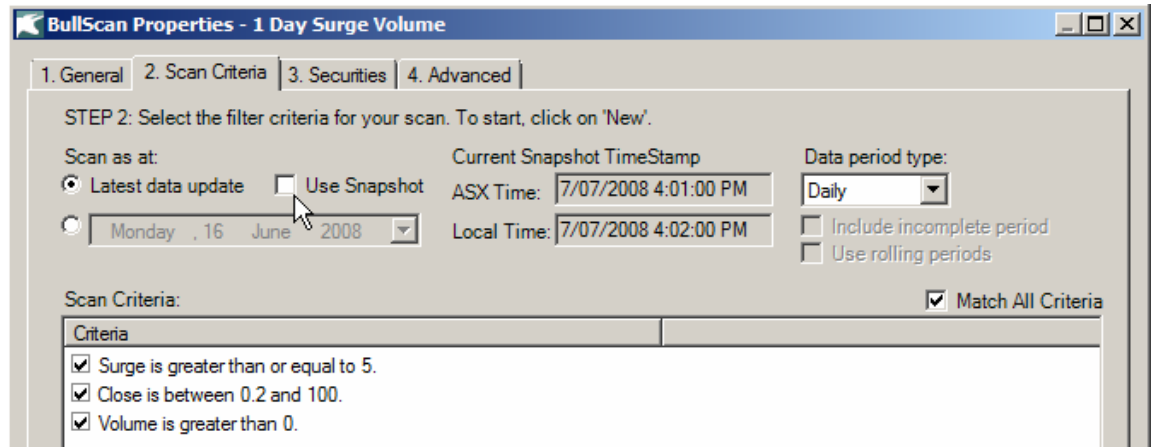 BullScan Properties - 1 Day Surge Volume
1. General 2. Scan Criteria 3. Securities 4. Advanced
STEP 2: Select the filter criteria for your scan. To start, click on 'New'.
Scan as at: Current Snapshot TimeStamp Data period type:
Latest data update Use Snapshot ASX Time: 7/07/2008 4:01:00 PM Daily
Monday , 16 June 2008 Local Time: 7/07/2008 4:02:00 PM Include incomplete period
Use rolling periods
Scan Criteria: Match All Criteria
Criteria
Surge is greater than or equal to 5.
Close is between 0.2 and 100.
Volume is greater than 0.